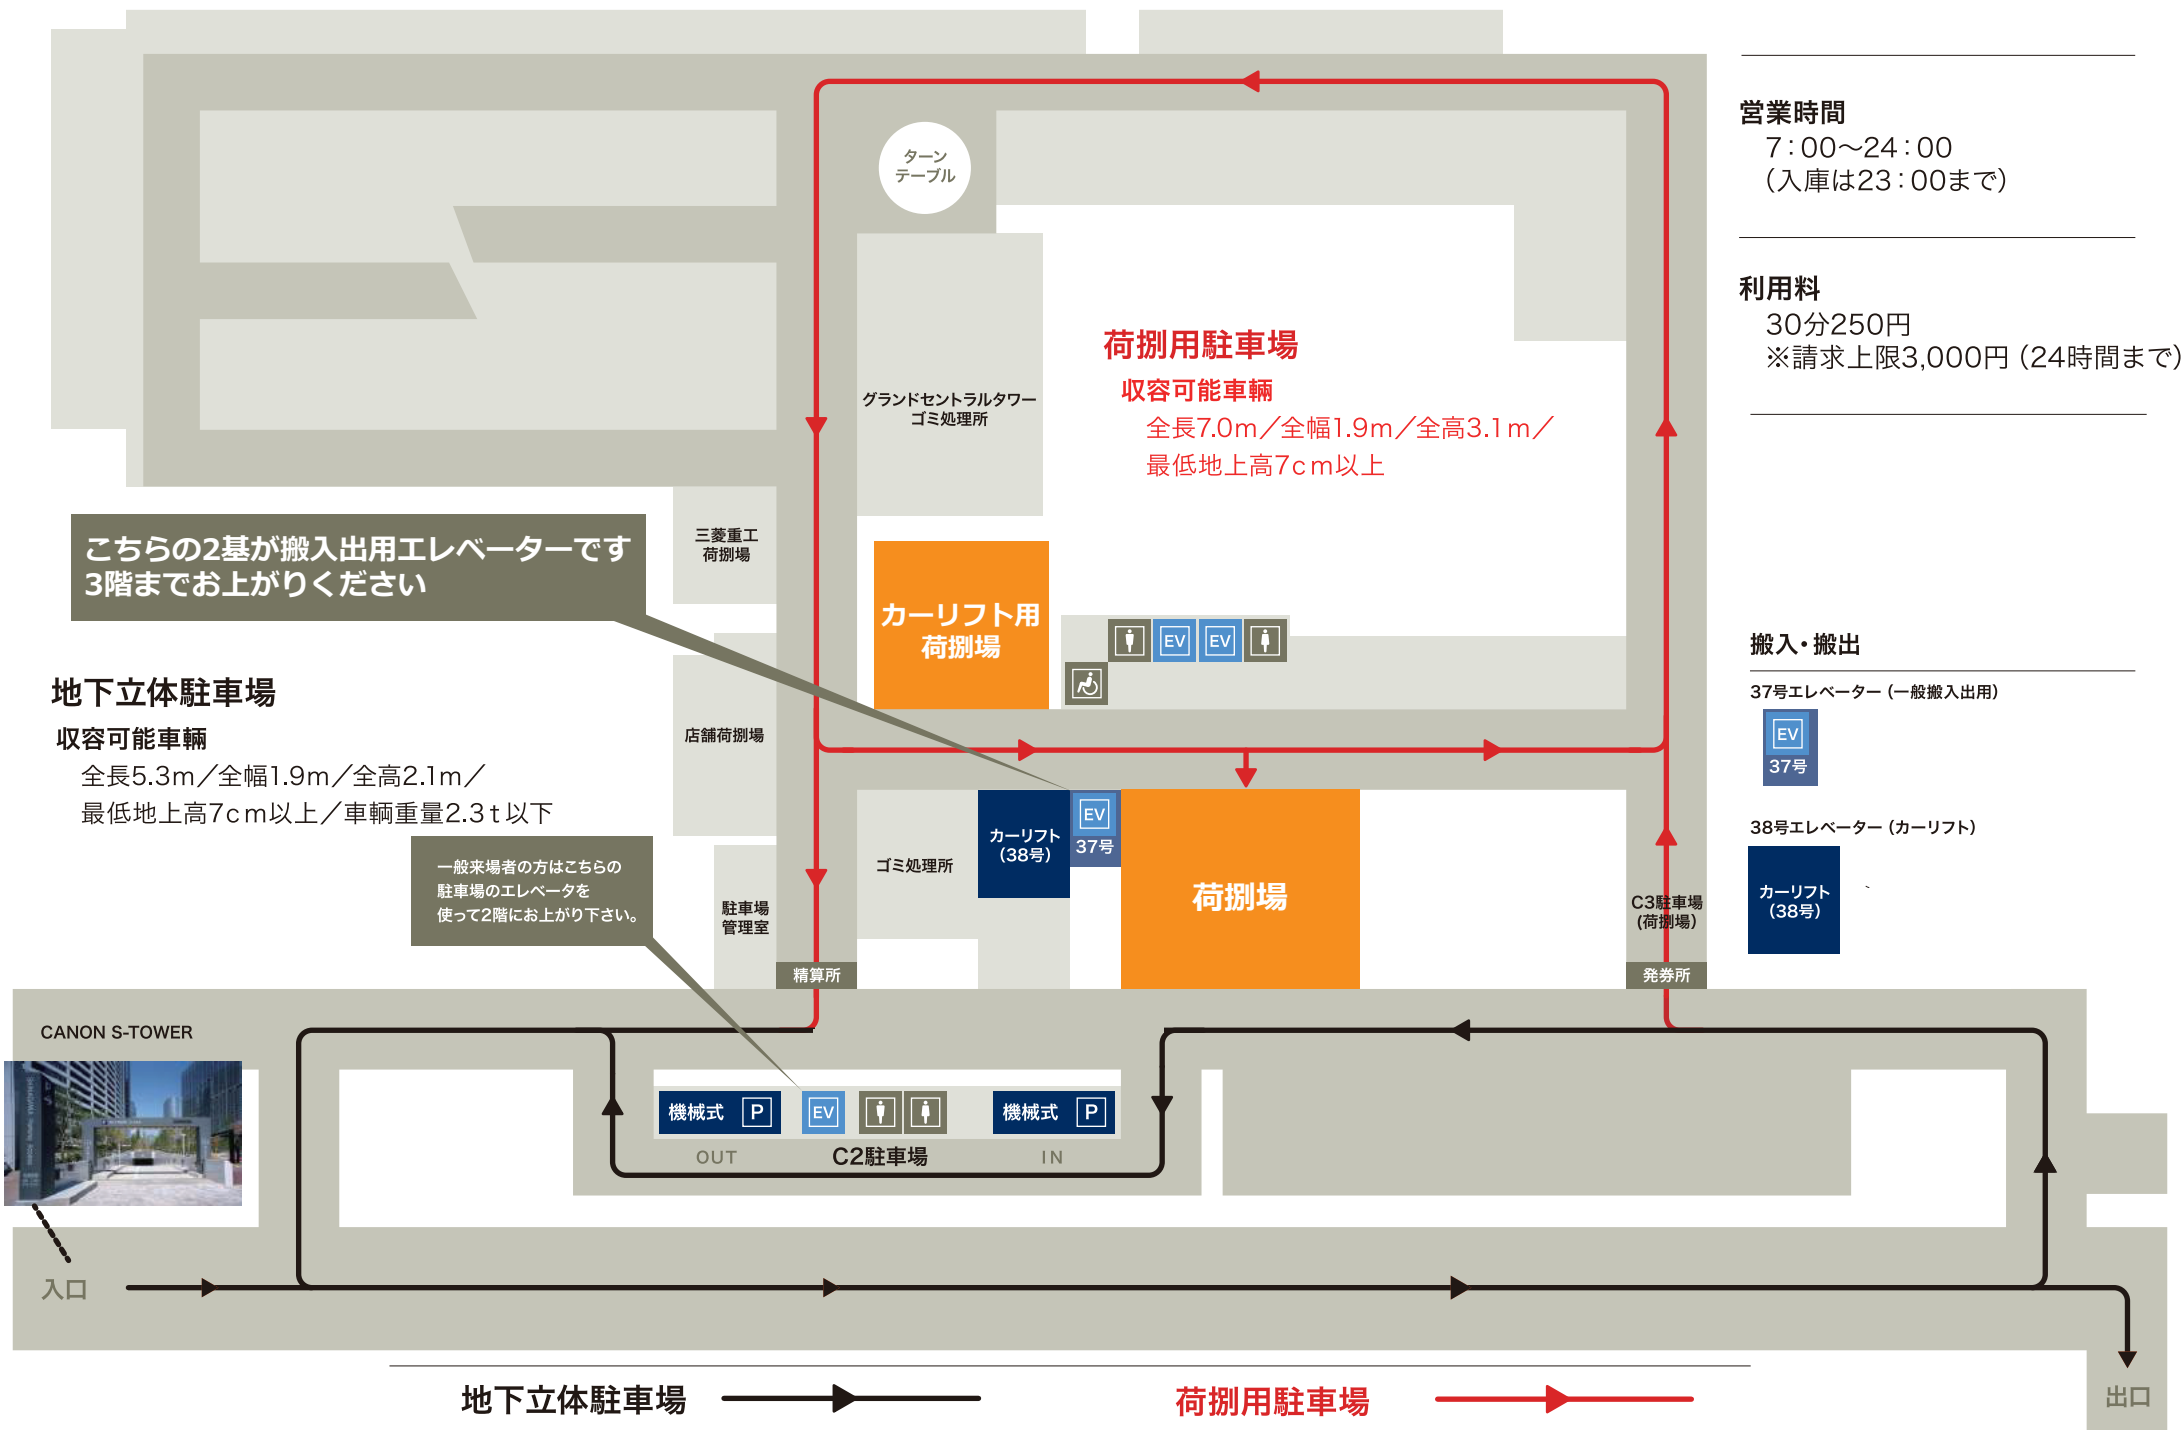 営業時間
7：00～24：00
（入庫は23：00まで）
利用料
30分250円
※請求上限3,000円（24時間まで）
ターン
テーブル
荷捌用駐車場
収容可能車輛
全長7.0m／全幅1.9m／全高3.1m／
最低地上高7cm以上
グランドセントラルタワー
ゴミ処理所
三菱重工
荷捌場
こちらの2基が搬入出用エレベーターです
3階までお上がりください
カーリフト用
荷捌場
EV
EV
搬入・搬出
37号エレベーター（一般搬入出用）
EV
37号
38号エレベーター（カーリフト）
カーリフト
（38号）
地下立体駐車場
収容可能車輛
全長5.3m／全幅1.9m／全高2.1m／
最低地上高7cm以上／車輌重量2.3t以下
店舗荷捌場
一般来場者の方はこちらの
駐車場のエレベータを
使って2階にお上がり下さい。
駐車場
管理室
ゴミ処理所
カーリフト
（38号）
EV
37号
荷捌場
C3駐車場
（荷捌場）
精算所
発券所
CANON S-TOWER
機械式 P
EV
機械式 P
OUT
C2駐車場
IN
入口
出口
地下立体駐車場
荷捌用駐車場